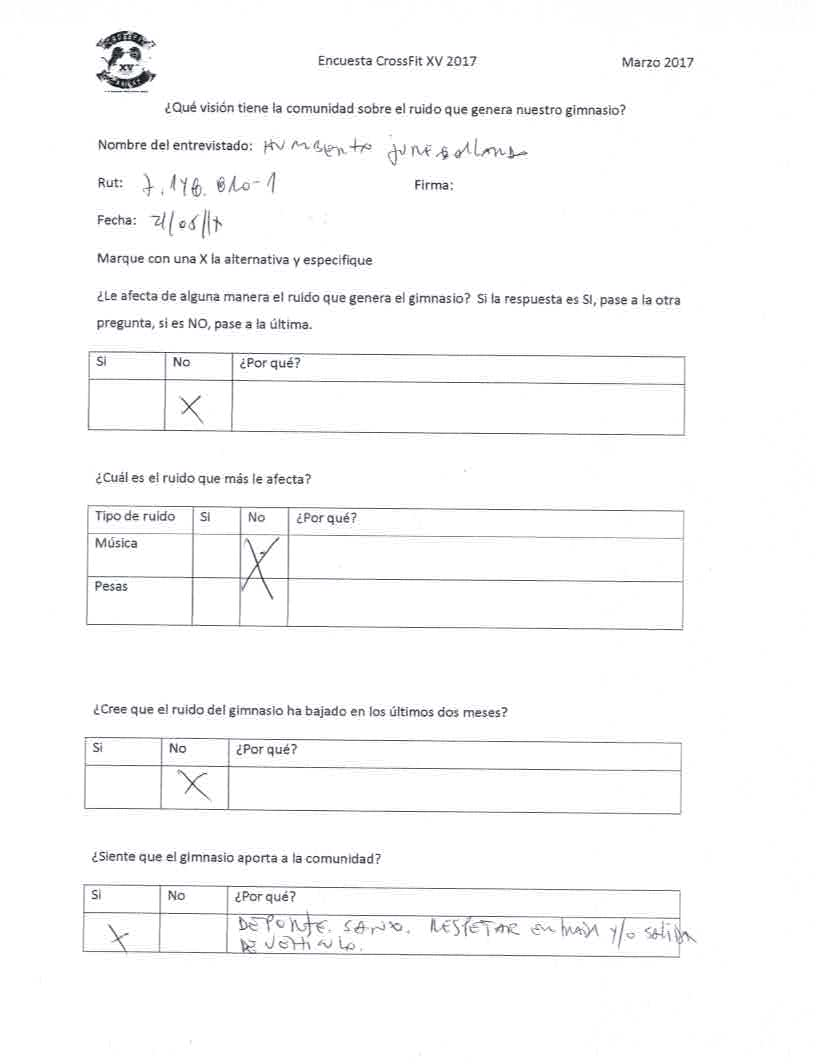 XV
Encuesta CrossFit XV 2017 Marzo 2017
¿Qué visión tiene la comunidad sobre el ruido que genera nuestro gimnasio?
Nombre del entrevistado: HUMBERTO
Rut: 7.176.810-1 Firma:
Fecha: 21/05/17
Marque con una X la alternativa y especifique
¿Le afecta de alguna manera el ruido que genera el gimnasio? Si la respuesta es SI, pase a la otra
pregunta, si es NO, pase a la última.
Si No ¿Por qué?
X
¿Cuál es el ruido que más le afecta?
Tipo de ruido Si No ¿Por qué?
Música X
Pesas
¿Cree que el ruido del gimnasio ha bajado en los últimos dos meses?
Si No ¿Por qué?
X
¿Siente que el gimnasio aporta a la comunidad?
Si No ¿Por qué?
X DEPORTE. SANO. RESPETAR ENTRADA Y/O SALIDA
DE VEHICULO.